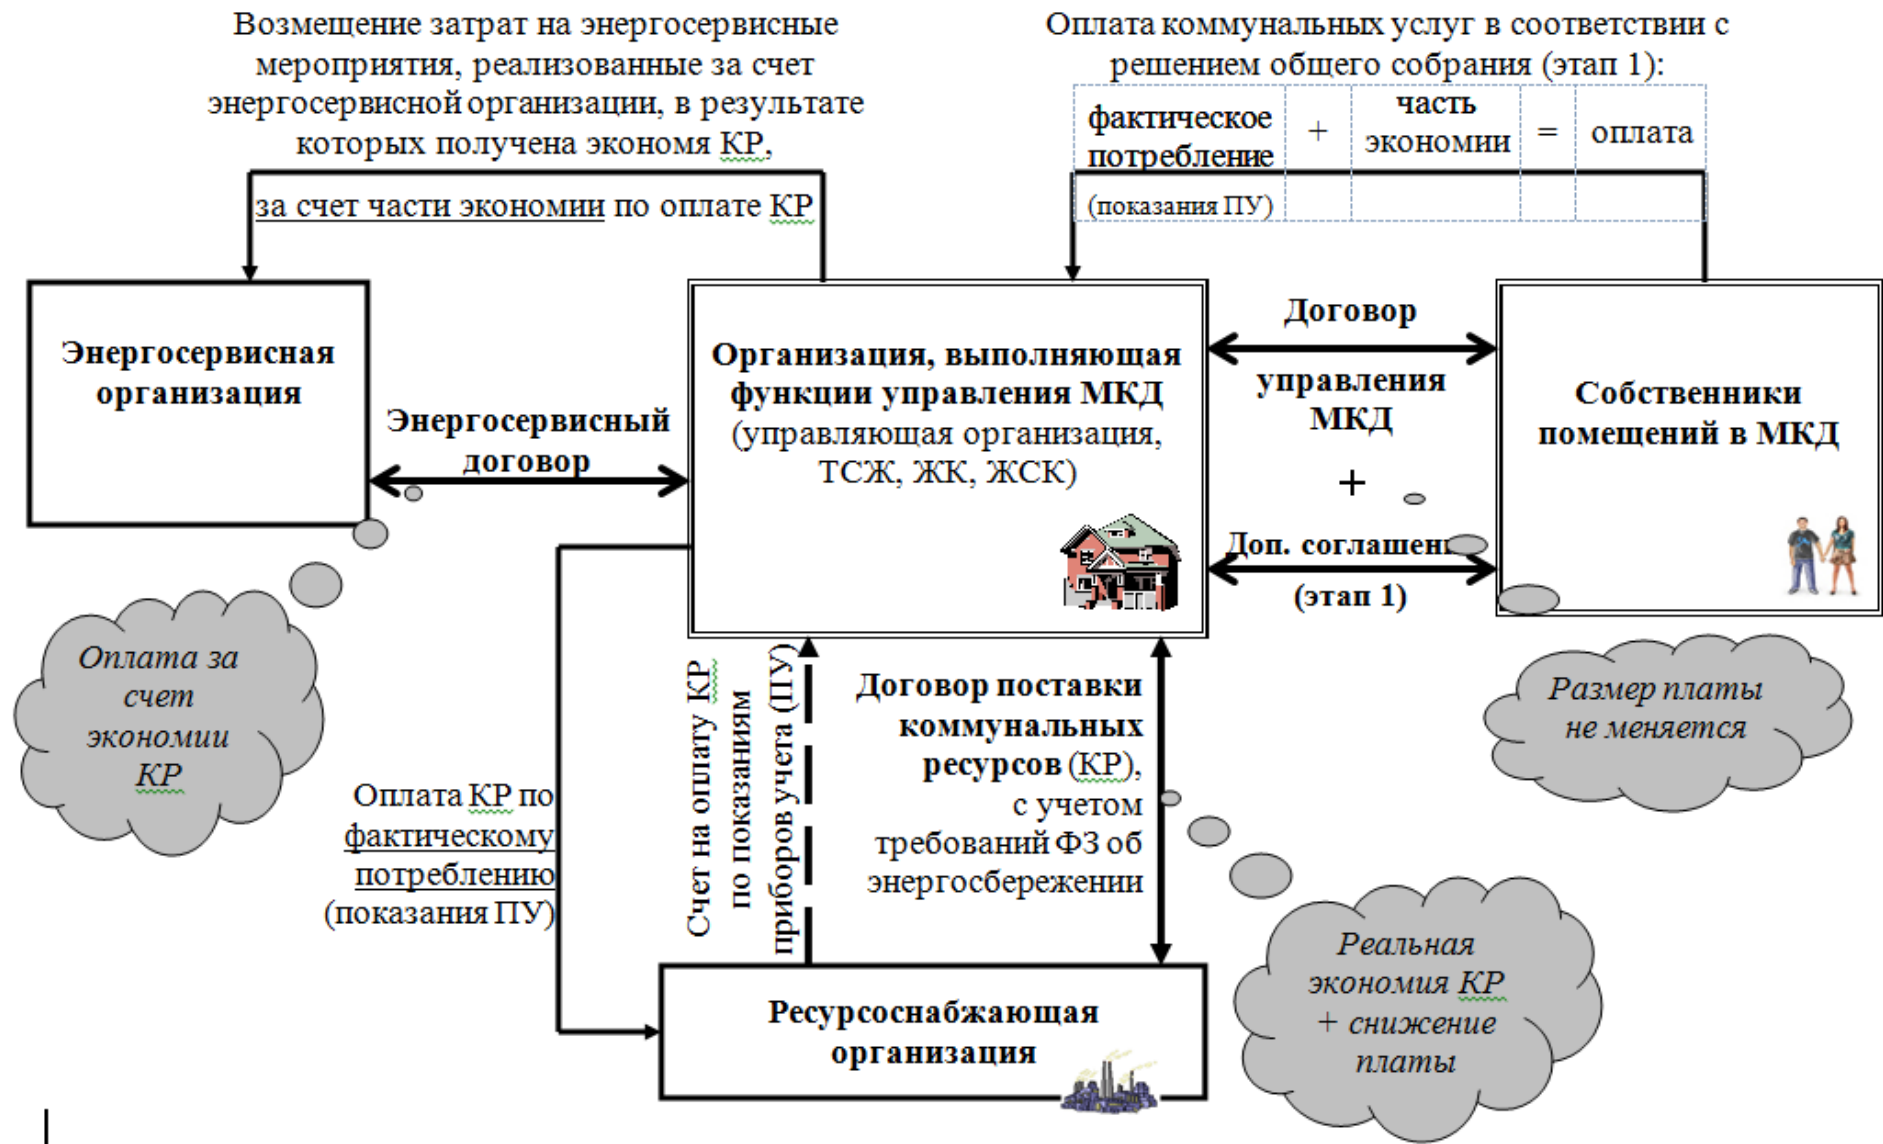 Возмещение затрат на энергосервисные
мероприятия, реализованные за счет
энергосервисной организации, в результате
которых получена экономя КР,
за счет части экономии по оплате КР
Оплата коммунальных услуг в соответствии с
решением общего собрания (этап 1):
фактическое
потребление
(показания ПУ)
+
часть
экономии
=
оплата
Энергосервисная
организация
Энергосервисный
договор
Организация, выполняющая
функции управления МКД
(управляющая организация,
ТСЖ, ЖК, ЖСК)
Договор
управления
МКД
+
Доп. соглашени
(этап 1)
Собственники
помещений в МКД
Оплата за
счет
экономии
КР
Оплата КР по
фактическому
потреблению
(показания ПУ)
Счет на оплату КР
по показаниям
приборов учета (ПУ)
Договор поставки
коммунальных
ресурсов (КР),
с учетом
требований ФЗ об
энергосбережении
Размер платы
не меняется
Реальная
экономия КР
+ снижение
платы
Ресурсоснабжающая
организация